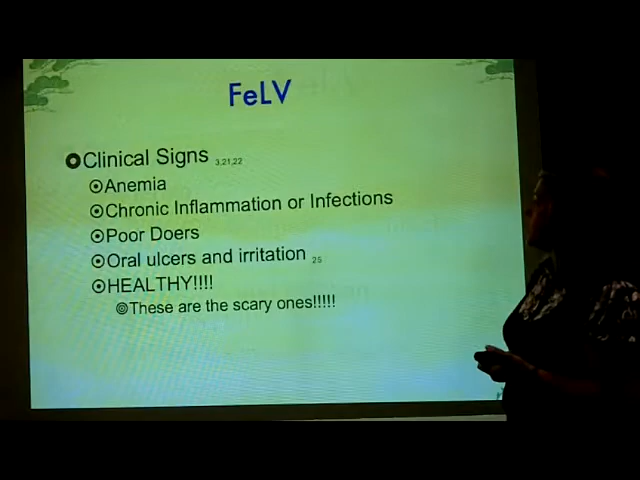 FeLV
Clinical Signs 3,21,22
Anemia
Chronic Inflammation or Infections
Poor Doers
Oral ulcers and irritation 25
HEALTHY!!!!
These are the scary ones!!!!!